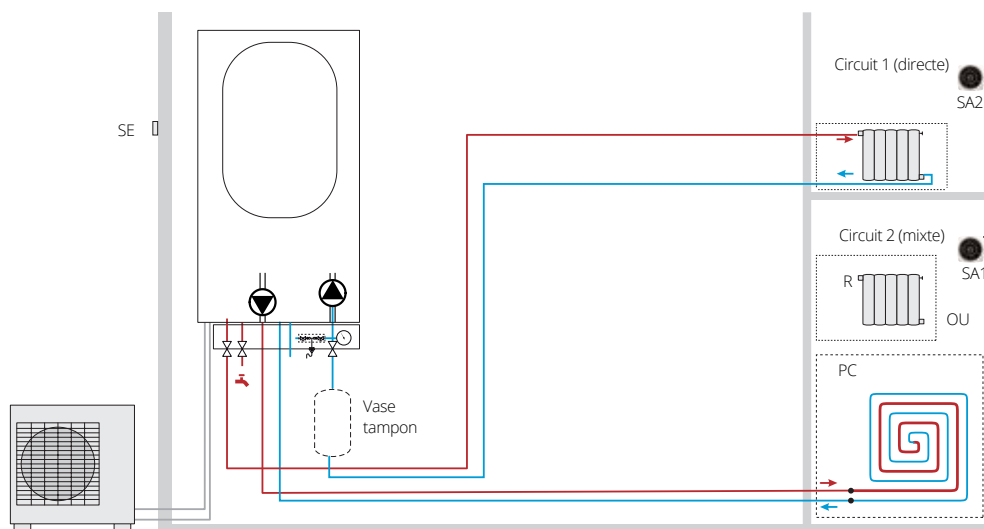 Circuit 1 (directe)
SA2
SE
Circuit 2 (mixte)
SA1
R
OU
PC
Vase
tampon